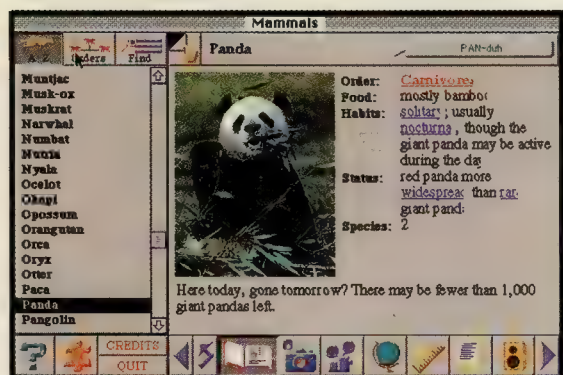 Mammals
A-Z Orders Find Panda PAN-duh
Muntjac
Musk-ox
Muskrat
Narwhal
Numbat
Nutria
Nyala
Ocelot
Okapi
Opossum
Orangutan
Orca
Oryx
Otter
Paca
Panda
Pangolin
Order: Carnivores
Food: mostly bamboo
Habits: solitary ; usually
nocturna , though the
giant panda may be active
during the day
Status: red panda more
widespread than rare
giant panda
Species: 2
Here today, gone tomorrow? There may be fewer than 1,000
giant pandas left.
?
CREDITS
QUIT